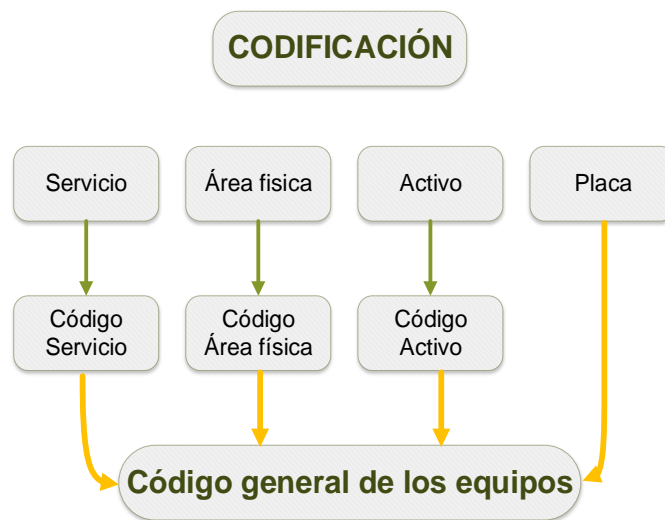 CODIFICACIÓN
Servicio
Área fisica
Activo
Placa
Código
Servicio
Código
Área física
Código
Activo
Código general de los equipos